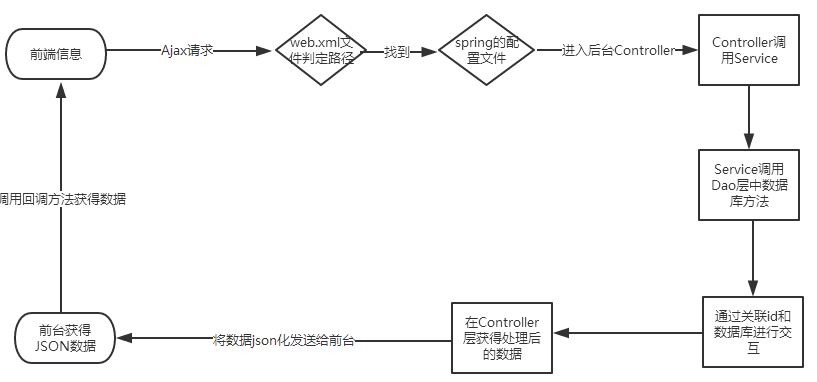 前端信息
Ajax请求
web.xml文
件判定路径
找到
spring的配
置文件
进入后台Controller
Controller调
用Service
Service调用
Dao层中数据
库方法
通过关联id和
数据库进行交
互
在Controller
层获得处理后
的数据
将数据json化发送给前台
前台获得
JSON数据
调用回调方法获得数据